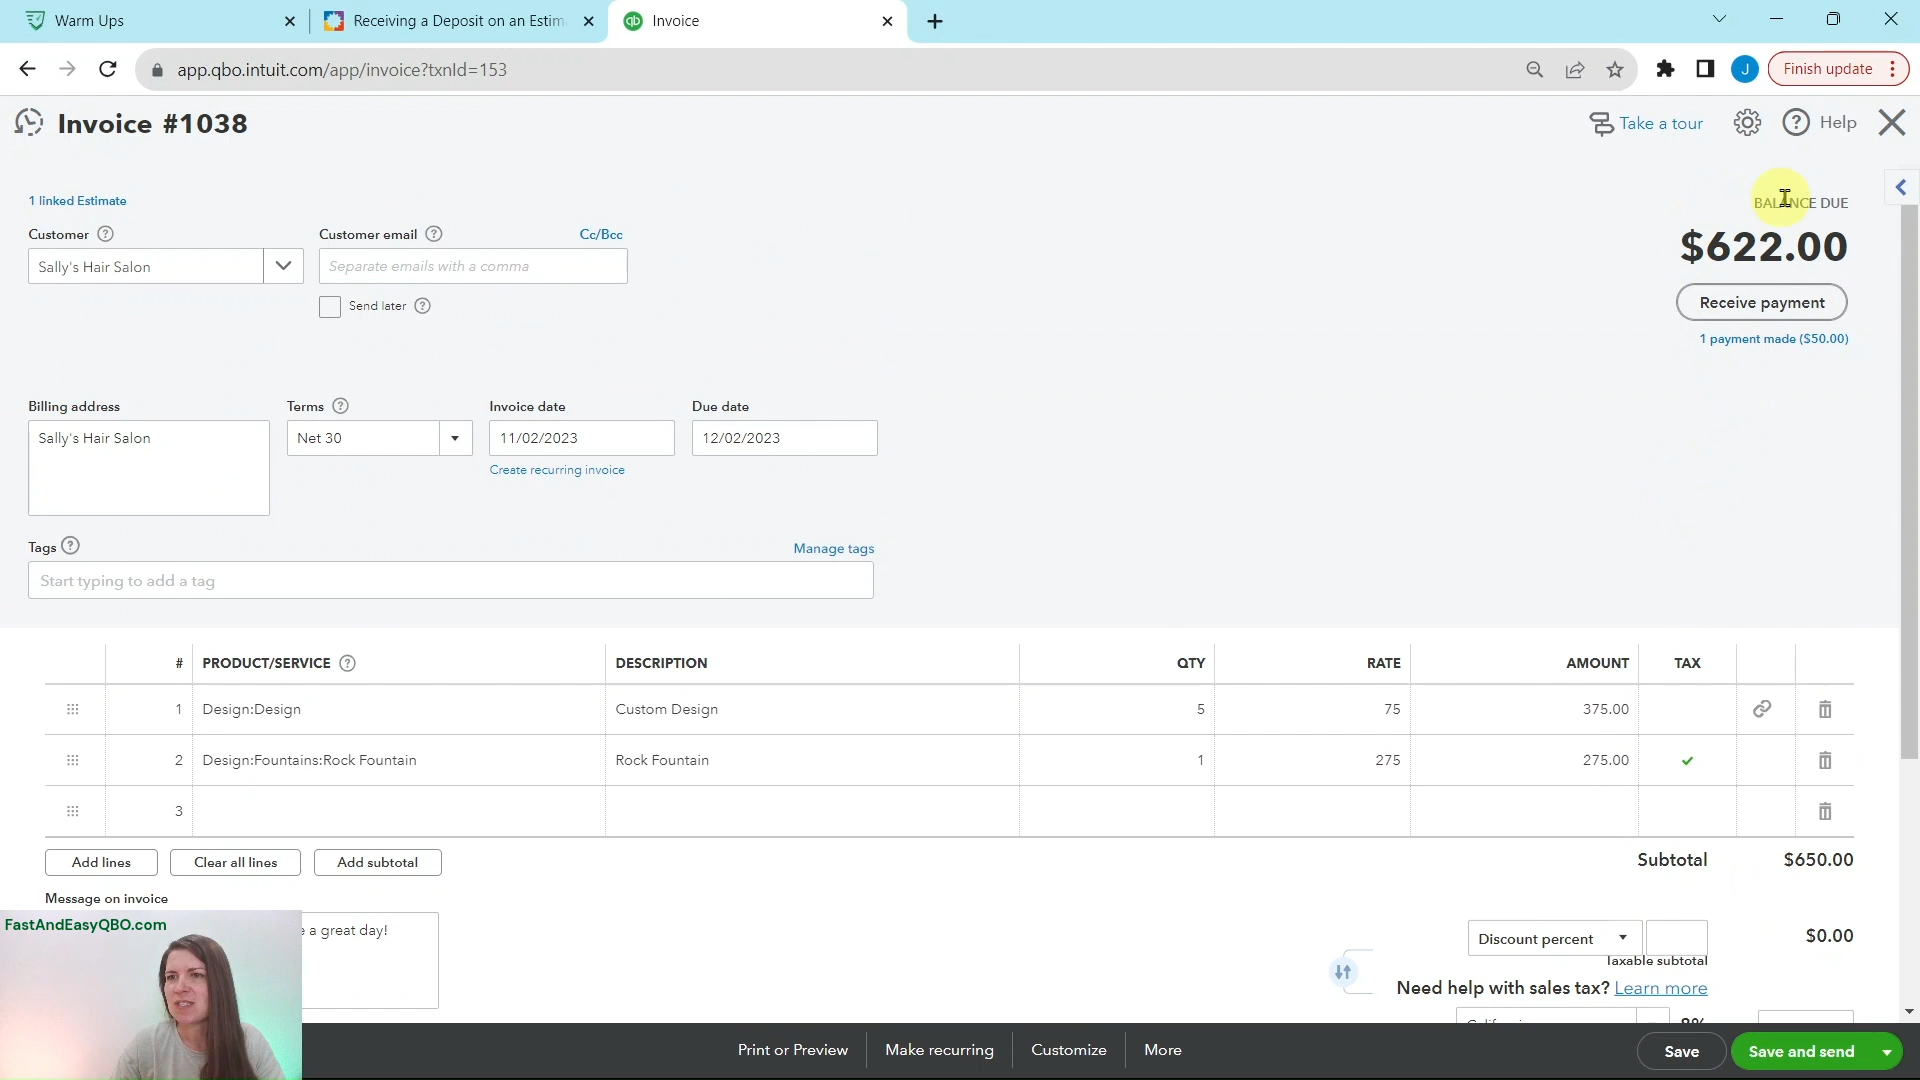 Warm Ups
Receiving a Deposit on an Estim
Invoice
app.qbo.intuit.com/app/invoice?txnId=153
J
Finish update
Invoice #1038
Take a tour
Help
1 linked Estimate
BALANCE DUE
$622.00
Receive payment
1 payment made ($50.00)
Customer
Customer email
Cc/Bcc
Sally's Hair Salon
Separate emails with a comma
Send later
Billing address
Terms
Invoice date
Due date
Sally's Hair Salon
Net 30
11/02/2023
12/02/2023
Create recurring invoice
Tags
Manage tags
Start typing to add a tag
# PRODUCT/SERVICE DESCRIPTION QTY RATE AMOUNT TAX
1 Design:Design Custom Design 5 75 375.00
2 Design:Fountains:Rock Fountain Rock Fountain 1 275 275.00
3
Add lines
Clear all lines
Add subtotal
Subtotal $650.00
Message on invoice
FastAndEasyQBO.com
a great day!
Discount percent
$0.00
Taxable subtotal
Need help with sales tax? Learn more
Print or Preview
Make recurring
Customize
More
Save
Save and send